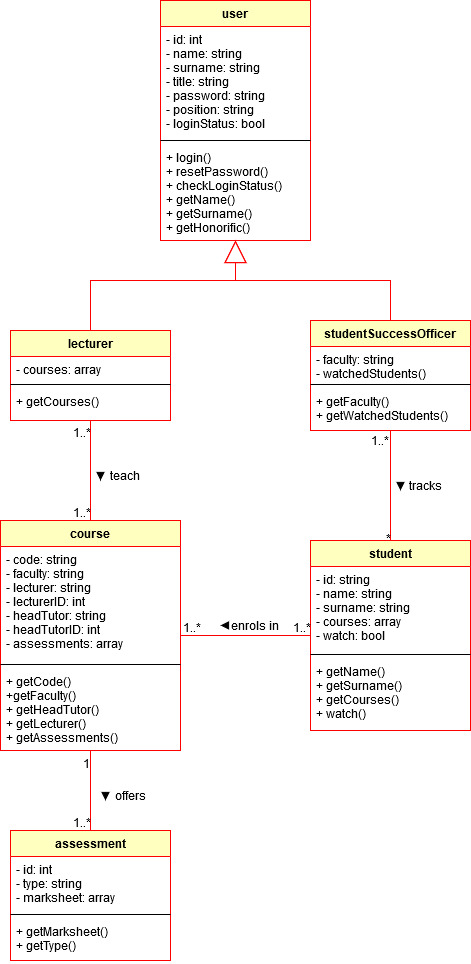 user
- id: int
- name: string
- surname: string
- title: string
- password: string
- position: string
- loginStatus: bool
+ login()
+ resetPassword()
+ checkLoginStatus()
+ getName()
+ getSurname()
+ getHonorific()
lecturer
- courses: array
+ getCourses()
studentSuccessOfficer
- faculty: string
- watchedStudents()
+ getFaculty()
+ getWatchedStudents()
1..*
▼ teach
1..*
1..*
▼ tracks
*
course
- code: string
- faculty: string
- lecturer: string
- lecturerID: int
- headTutor: string
- headTutorID: int
- assessments: array
+ getCode()
+getFaculty()
+ getHeadTutor()
+ getLecturer()
+ getAssessments()
1..*
◀ enrols in
1..*
student
- id: string
- name: string
- surname: string
- courses: array
- watch: bool
+ getName()
+ getSurname()
+ getCourses()
+ watch()
1
▼ offers
1..*
assessment
- id: int
- type: string
- marksheet: array
+ getMarksheet()
+ getType()